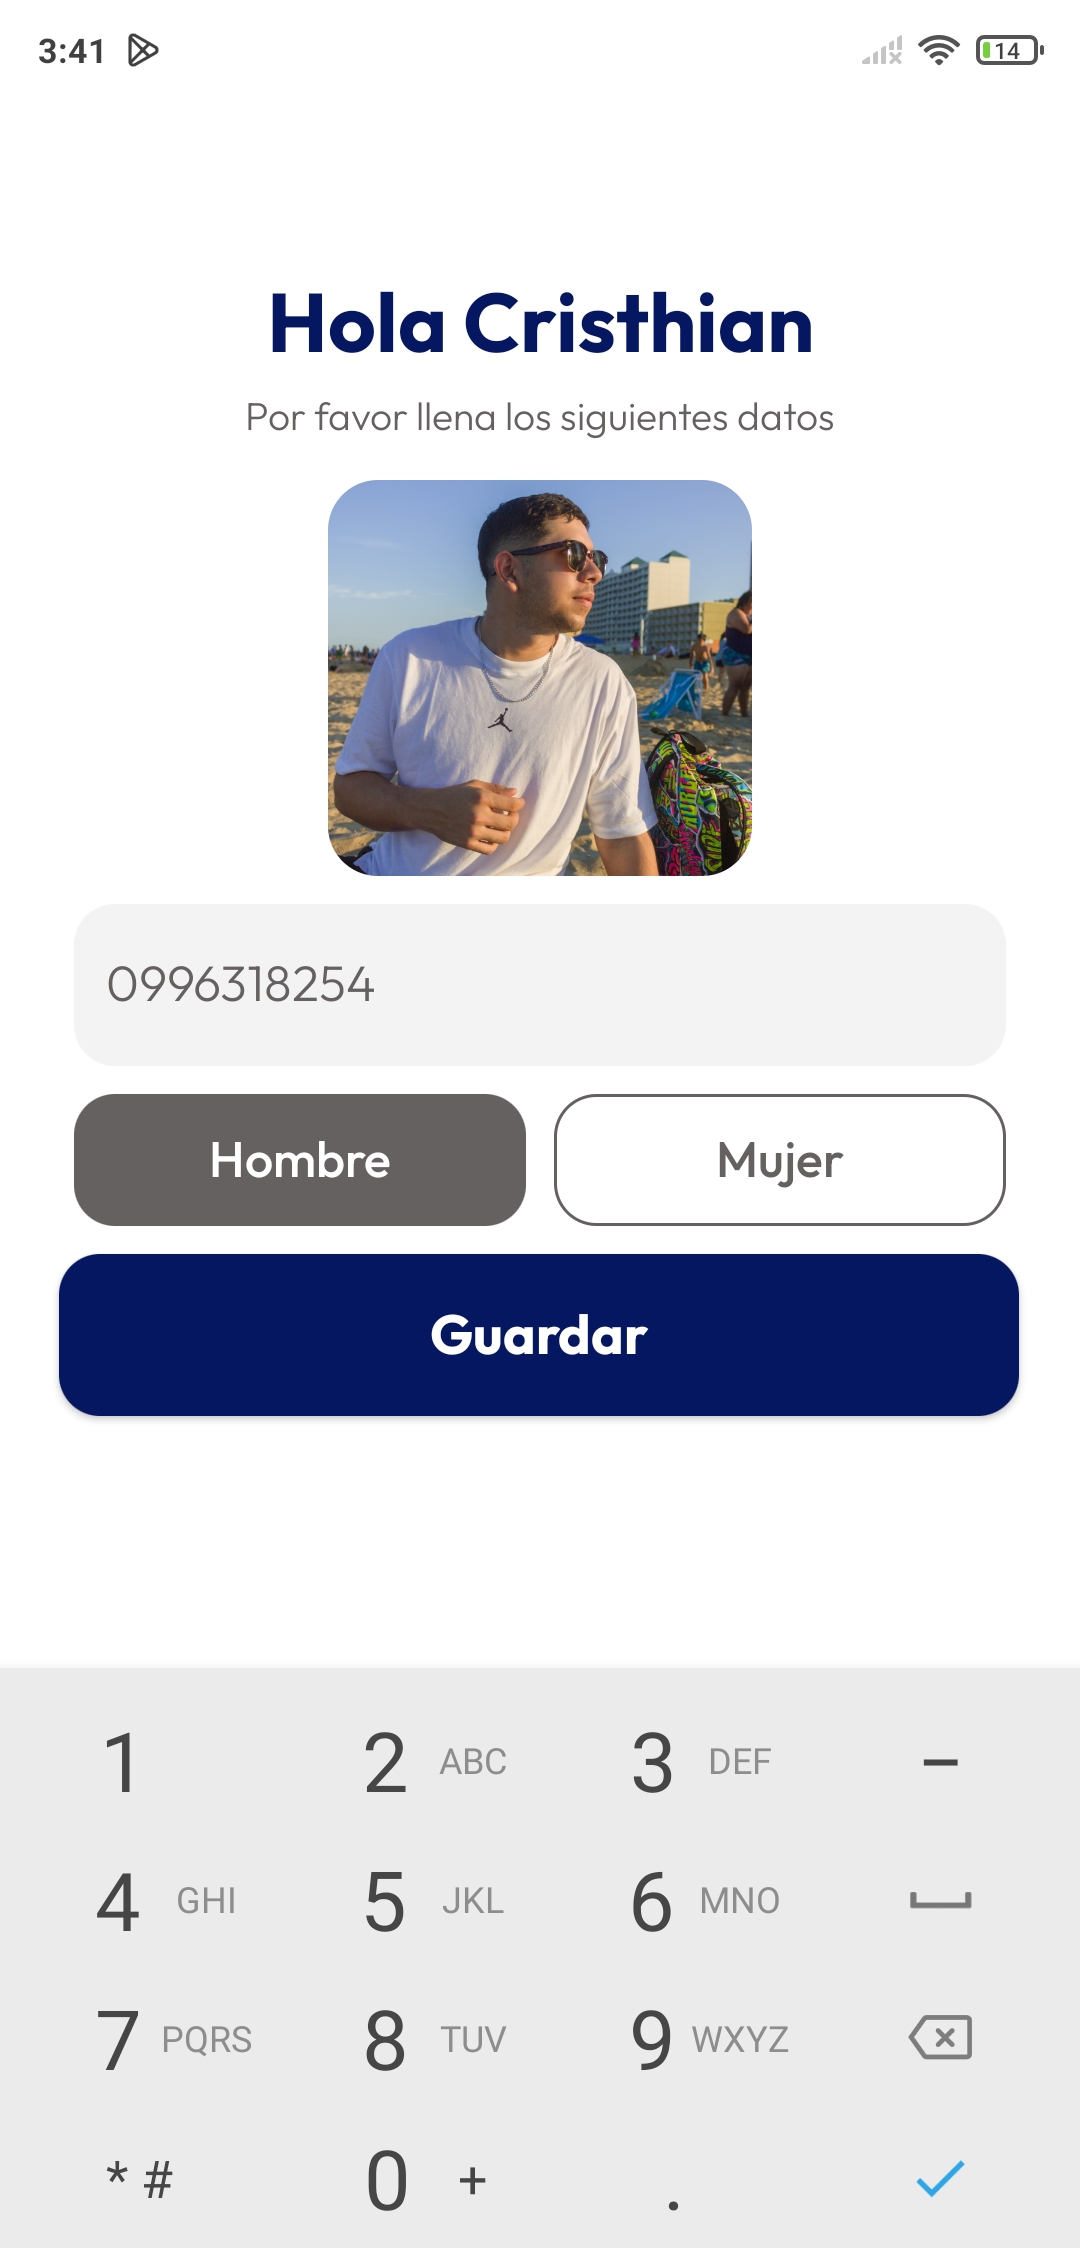 3:41 14
Hola Cristhian
Por favor llena los siguientes datos
0996318254
Hombre Mujer
Guardar
1 2 ABC 3 DEF –
4 GHI 5 JKL 6 MNO
7 PQRS 8 TUV 9 WXYZ
* # 0 + .